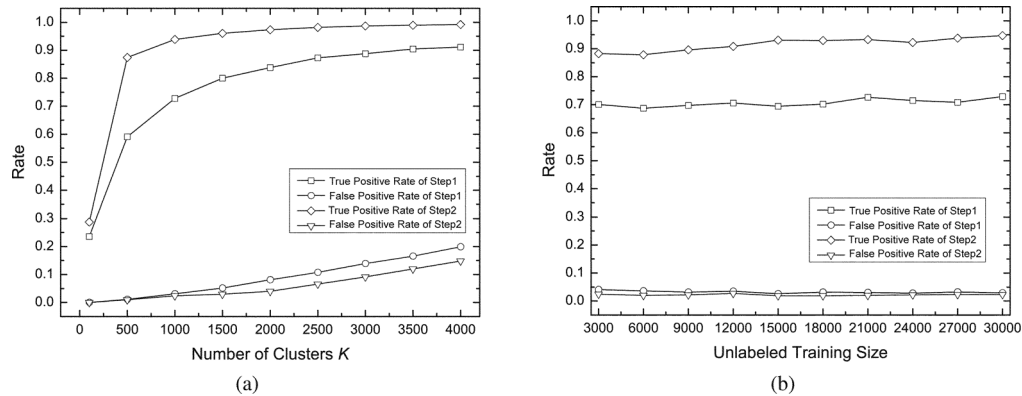 1.0
0.9
0.8
0.7
0.6
0.5
0.4
0.3
0.2
0.1
0.0
Rate
True Positive Rate of Step1
False Positive Rate of Step1
True Positive Rate of Step2
False Positive Rate of Step2
0 500 1000 1500 2000 2500 3000 3500 4000
Number of Clusters K
(a)
1.0
0.9
0.8
0.7
0.6
0.5
0.4
0.3
0.2
0.1
0.0
Rate
True Positive Rate of Step1
False Positive Rate of Step1
True Positive Rate of Step2
False Positive Rate of Step2
3000 6000 9000 12000 15000 18000 21000 24000 27000 30000
Unlabeled Training Size
(b)